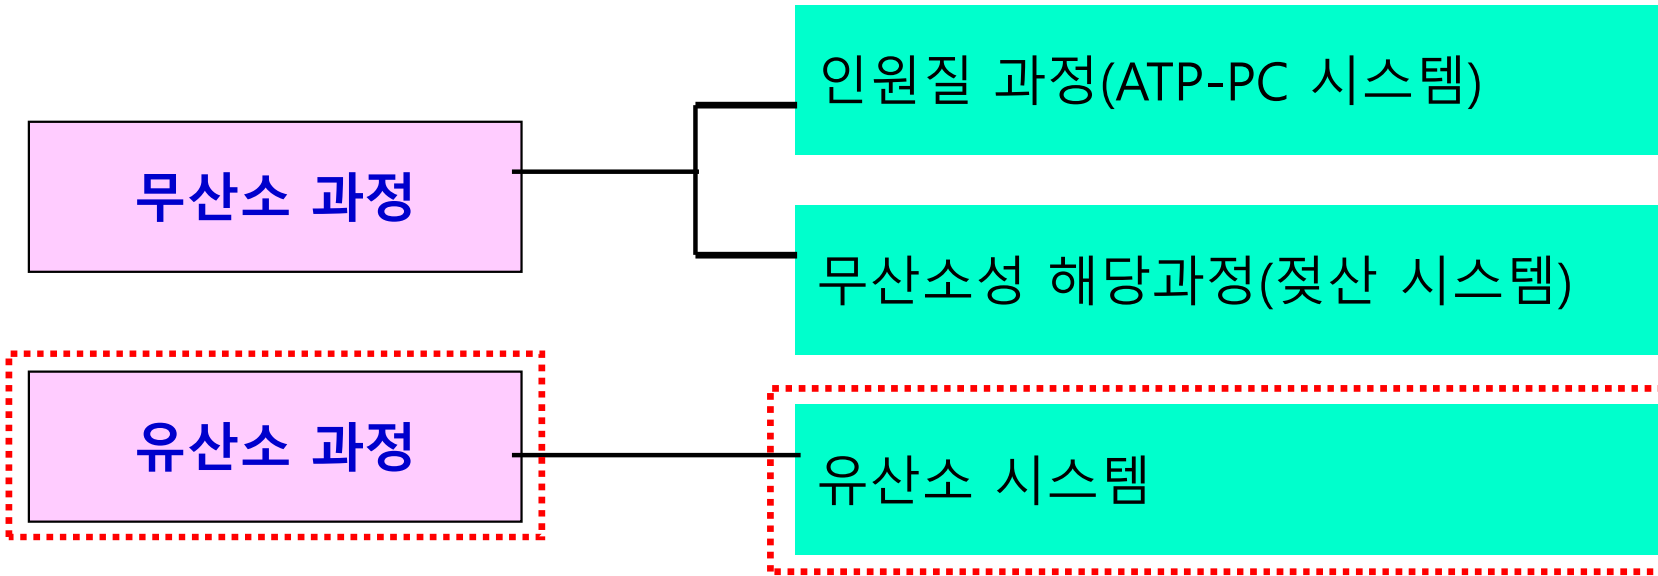 인원질 과정(ATP-PC 시스템)
무산소 과정
무산소성 해당과정(젖산 시스템)
유산소 과정
유산소 시스템